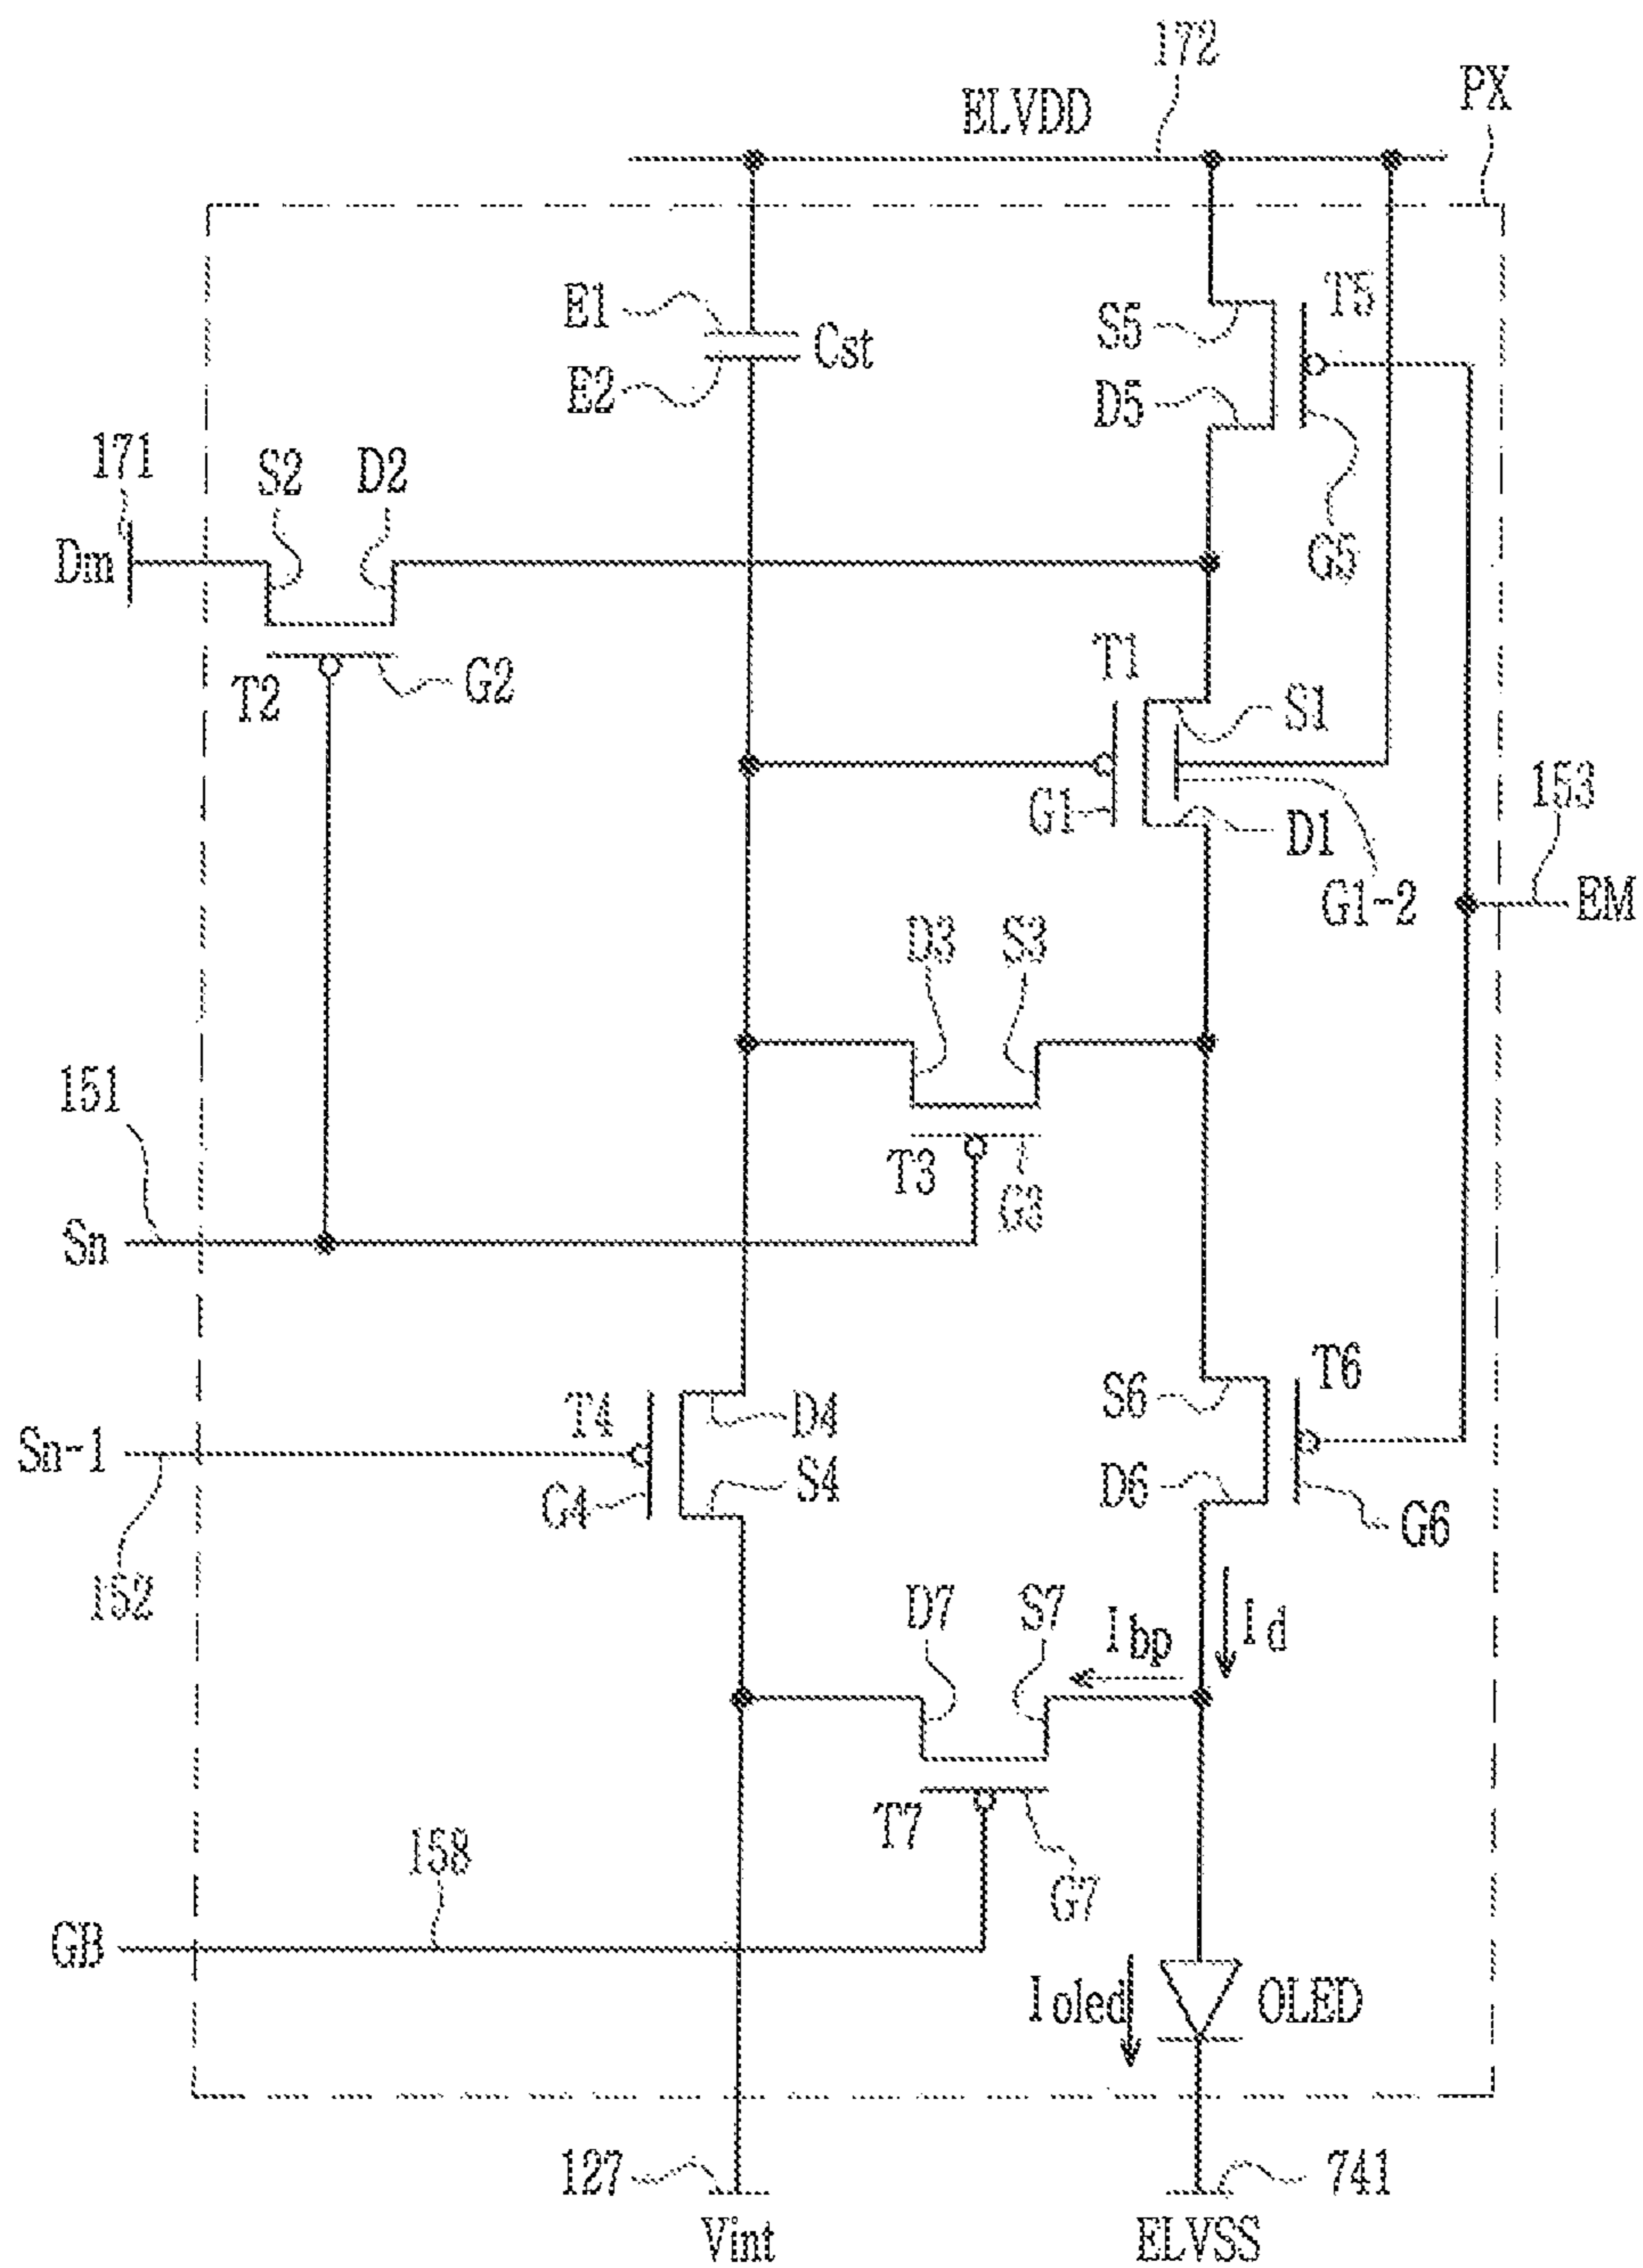 172
ELVDD
PX
E1
Cst
E2
S5
T5
D5
G5
171
S2
D2
Dm
T2
G2
T1
S1
G1
D1
G1-2
153
EM
D3
S3
151
T3
G3
Sn
T4
D4
S6
T6
Sn-1
S4
D6
G4
G6
152
D7
S7
Ibp
Id
T7
158
G7
GB
Ioled
OLED
127
741
Vint
ELVSS